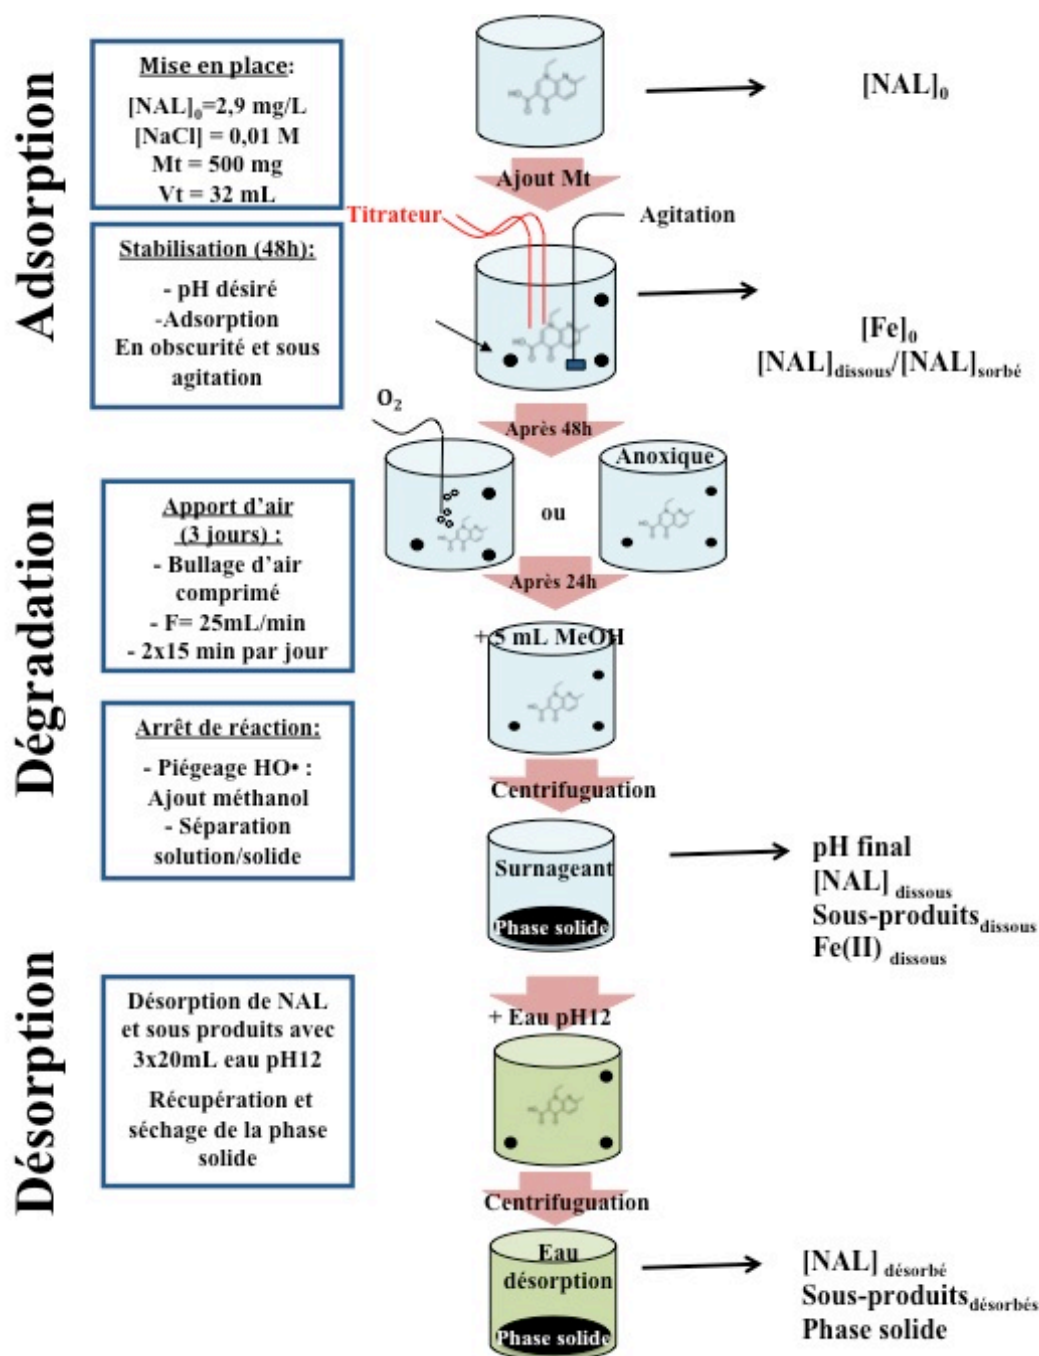 Adsorption
Mise en place:
[NAL]₀=2,9 mg/L
[NaCl] = 0,01 M
Mt = 500 mg
Vt = 32 mL
[NAL]₀
Ajout Mt
Titrateur
Agitation
Stabilisation (48h):
- pH désiré
-Adsorption
En obscurité et sous
agitation
[Fe]₀
[NAL]dissous/[NAL]sorbé
Après 48h
Dégradation
O₂
Anoxique
ou
Apport d'air
(3 jours) :
- Bullage d'air
comprimé
- F= 25mL/min
- 2x15 min par jour
Après 24h
+ 5 mL MeOH
Arrêt de réaction:
- Piégeage HO• :
Ajout méthanol
- Séparation
solution/solide
Centrifuguation
Surnageant
Phase solide
pH final
[NAL] dissous
Sous-produits dissous
Fe(II) dissous
Désorption
Désorption de NAL
et sous produits avec
3x20mL eau pH12
Récupération et
séchage de la phase
solide
+ Eau pH12
Centrifuguation
Eau
désorption
Phase solide
[NAL] désorbé
Sous-produits désorbés
Phase solide